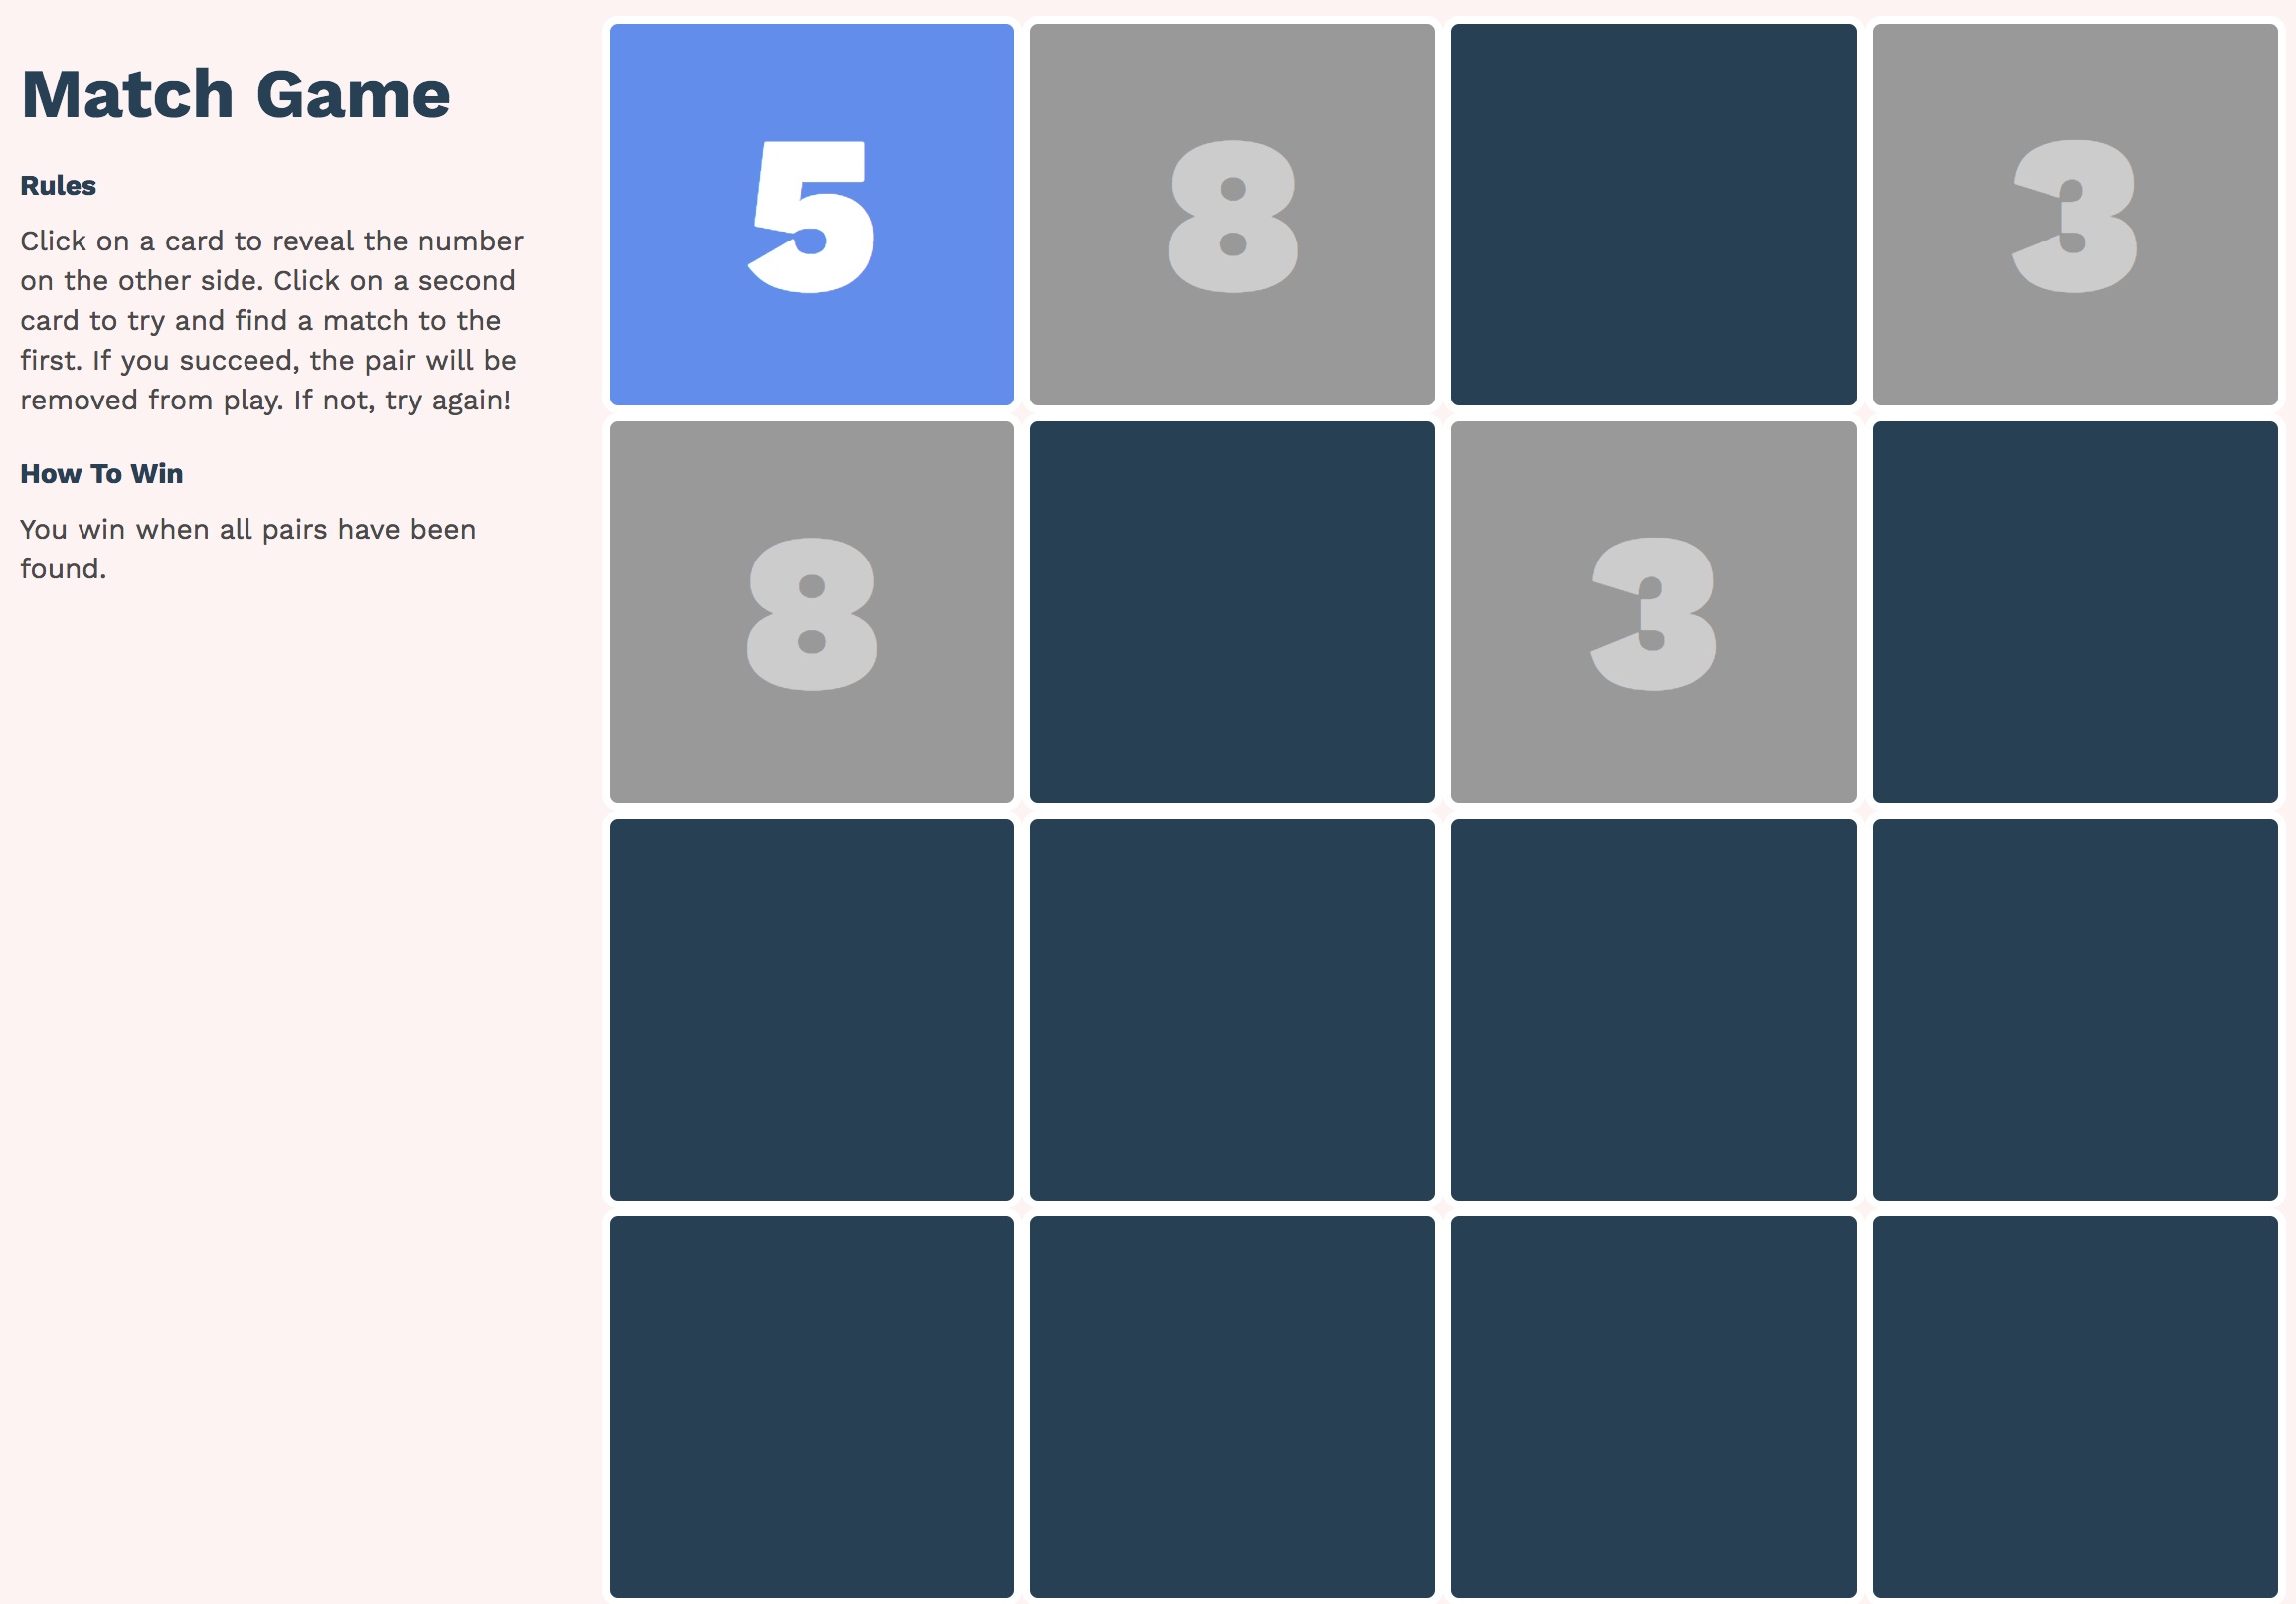 Match Game
Rules
Click on a card to reveal the number
on the other side. Click on a second
card to try and find a match to the
first. If you succeed, the pair will be
removed from play. If not, try again!
How To Win
You win when all pairs have been
found.
5 8 3
8 3